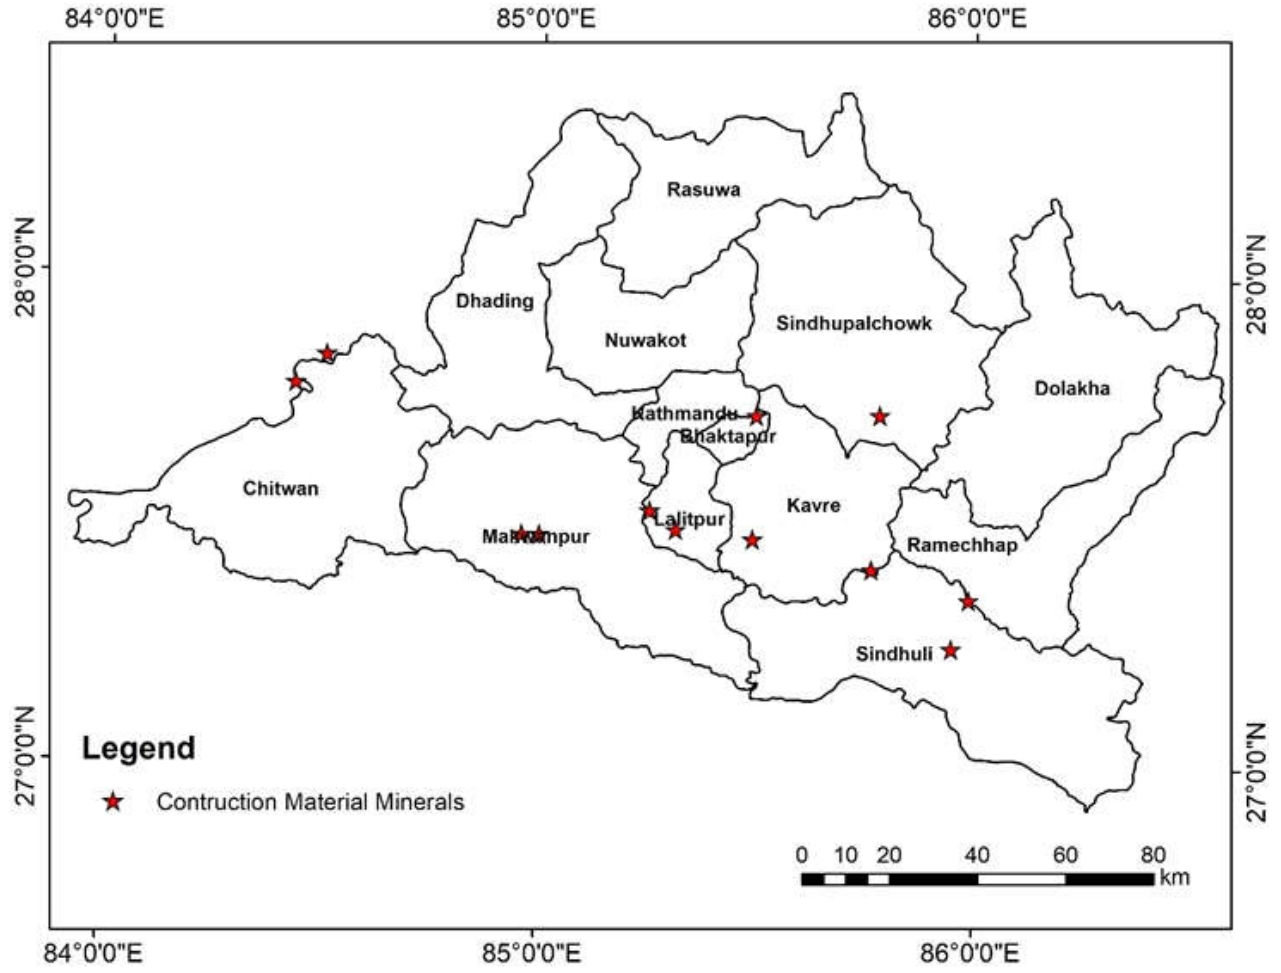 84°0'0"E 85°0'0"E 86°0'0"E
28°0'0"N
28°0'0"N
Rasuwa
Dhading
Sindhupalchowk
Nuwakot
Dolakha
Kathmandu
Bhaktapur
Chitwan
Kavre
Lalitpur
Makwanpur
Ramechhap
Sindhuli
27°0'0"N
27°0'0"N
Legend
Contruction Material Minerals
0 10 20 40 60 80
km
84°0'0"E 85°0'0"E 86°0'0"E